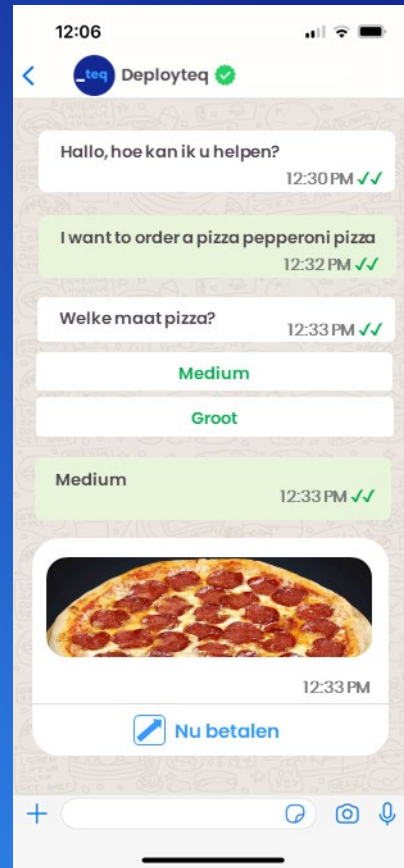 12:06
_teq Deployteq
Hallo, hoe kan ik u helpen?
12:30 PM
I want to order a pizza pepperoni pizza
12:32 PM
Welke maat pizza?
12:33 PM
Medium
Groot
Medium
12:33 PM
12:33 PM
Nu betalen